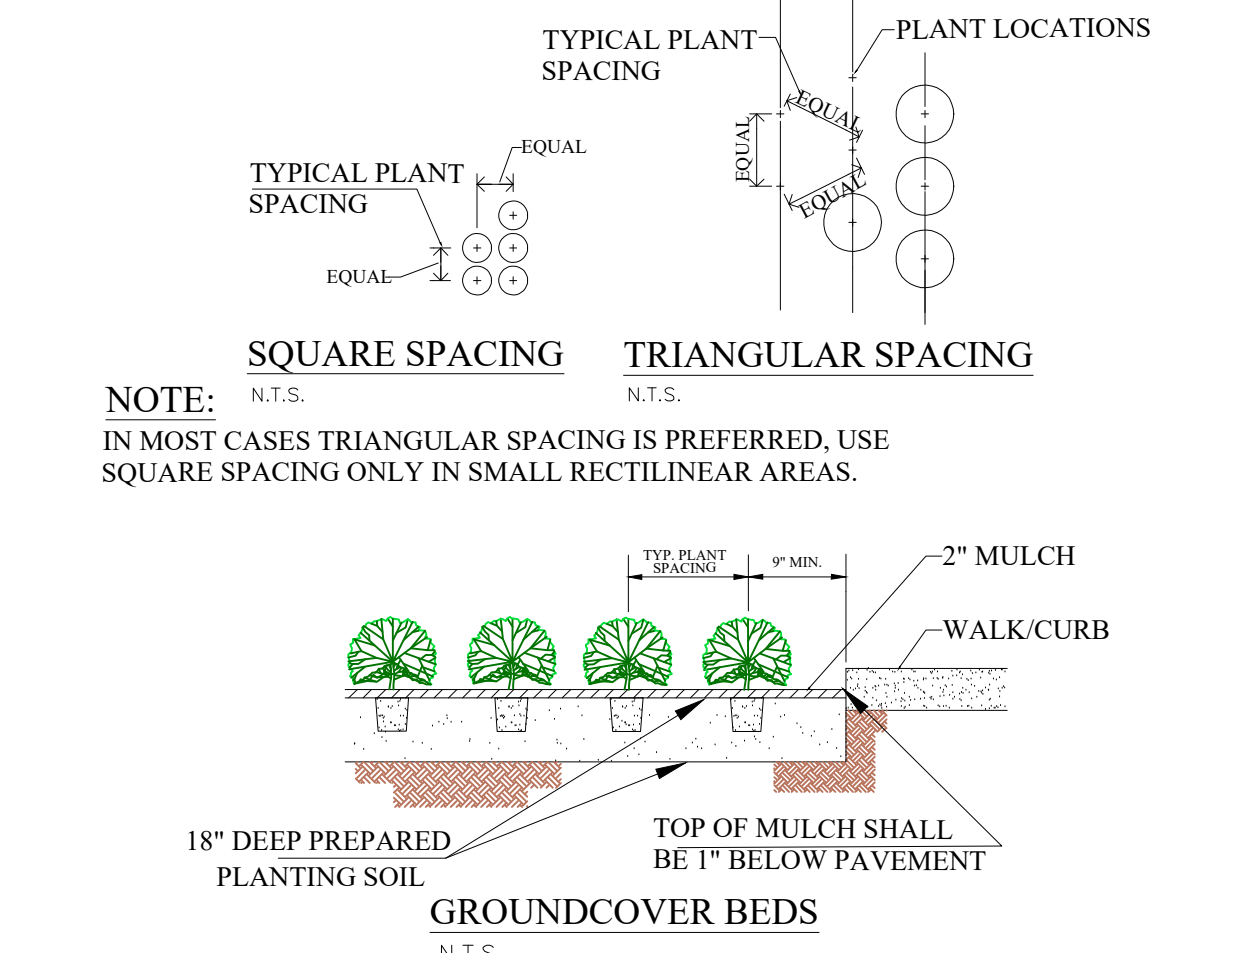 TYPICAL PLANT
SPACING
PLANT LOCATIONS
EQUAL
EQUAL
EQUAL
EQUAL
TYPICAL PLANT
SPACING
EQUAL
SQUARE SPACING
N.T.S.
TRIANGULAR SPACING
N.T.S.
NOTE:
IN MOST CASES TRIANGULAR SPACING IS PREFERRED, USE
SQUARE SPACING ONLY IN SMALL RECTILINEAR AREAS.
TYP. PLANT
SPACING
9" MIN.
2" MULCH
WALK/CURB
18" DEEP PREPARED
PLANTING SOIL
TOP OF MULCH SHALL
BE 1" BELOW PAVEMENT
GROUNDCOVER BEDS
N.T.S.